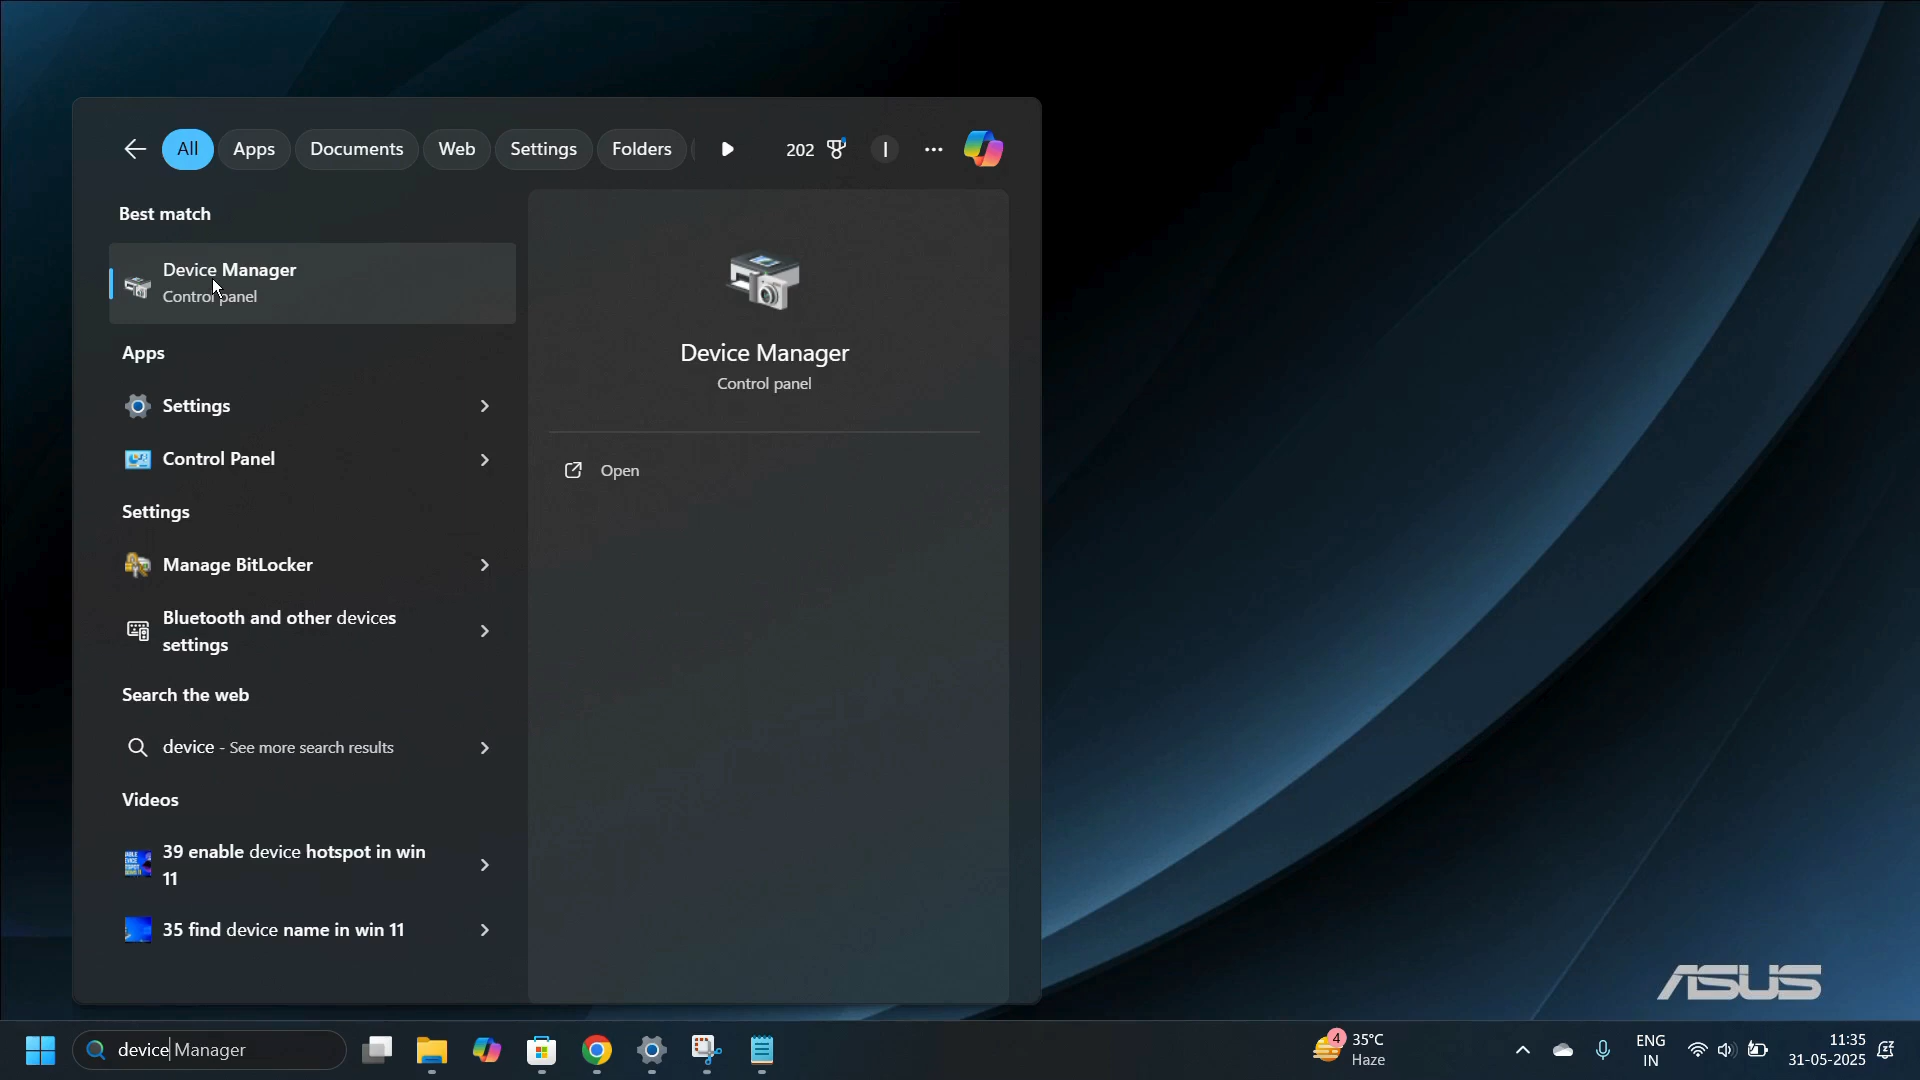 All
Apps
Documents
Web
Settings
Folders
202
I
Best match
Device Manager
Control panel
Apps
Settings
Control Panel
Settings
Manage BitLocker
Bluetooth and other devices
settings
Search the web
device - See more search results
Videos
39 enable device hotspot in win
11
35 find device name in win 11
Device Manager
Control panel
Open
ASUS
device Manager
4
35°C
Haze
ENG
IN
11:35
31-05-2025